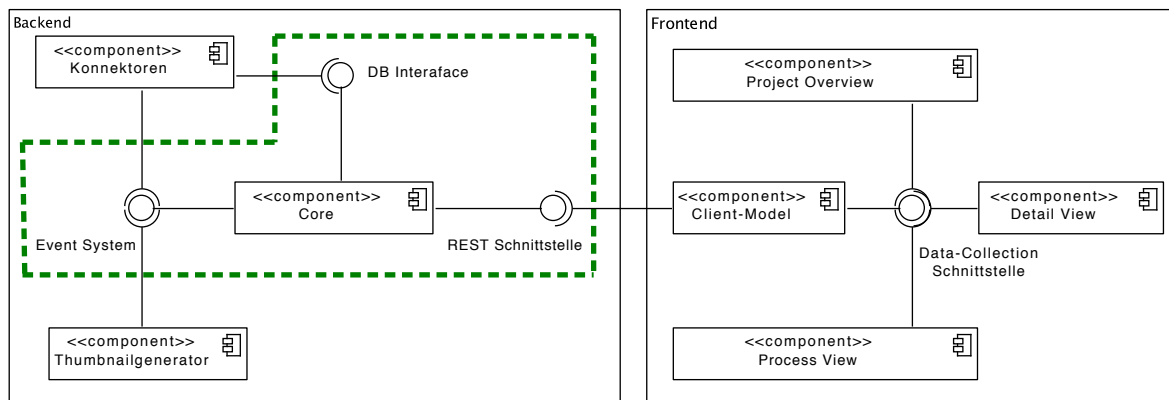 Backend
<<component>>
Konnektoren
DB Interaface
<<component>>
Core
Event System
REST Schnittstelle
<<component>>
Thumbnailgenerator
Frontend
<<component>>
Project Overview
<<component>>
Client-Model
<<component>>
Detail View
Data-Collection
Schnittstelle
<<component>>
Process View